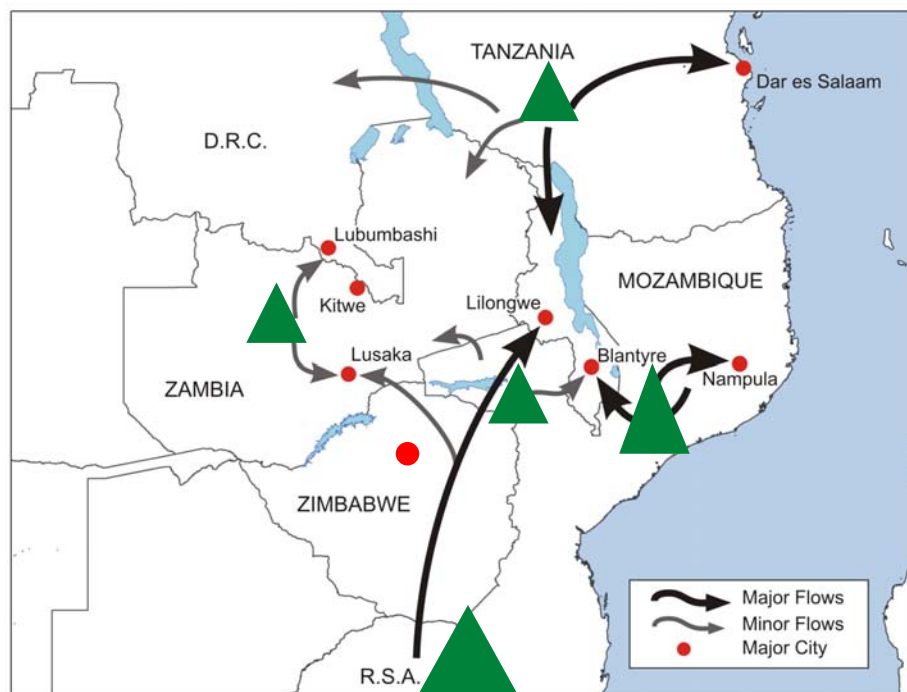 TANZANIA
Dar es Salaam
D.R.C.
Lubumbashi
MOZAMBIQUE
Kitwe
Lilongwe
Blantyre
Lusaka
Nampula
ZAMBIA
ZIMBABWE
Major Flows
Minor Flows
Major City
R.S.A.